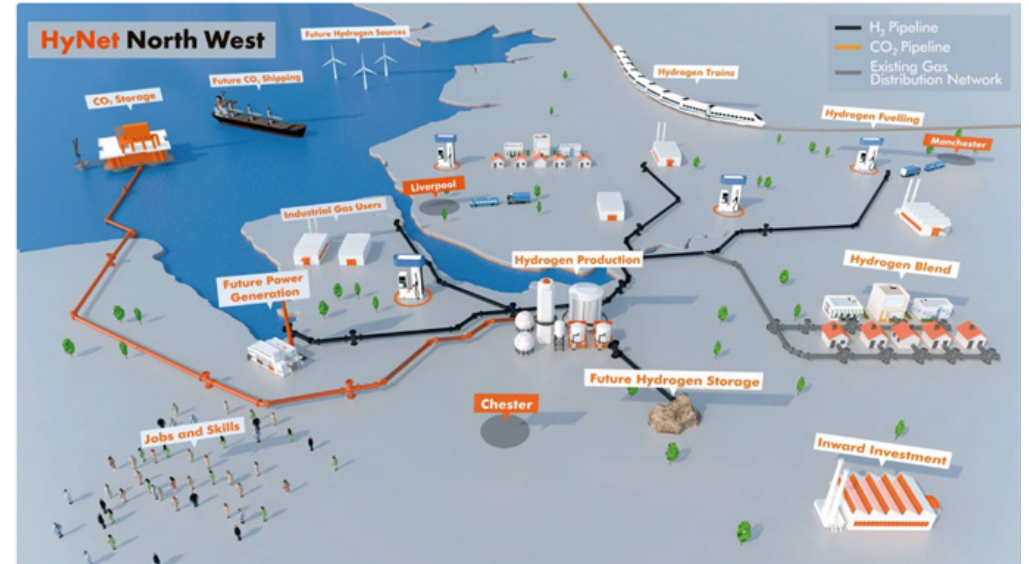 HyNet North West
Future Hydrogen Sources
H₂ Pipeline
CO₂ Pipeline
Existing Gas
Distribution Network
Future CO₂ Shipping
Hydrogen Trains
CO₂ Storage
Hydrogen Fuelling
Manchester
Liverpool
Industrial Gas Users
Hydrogen Production
Hydrogen Blend
Future Power
Generation
Future Hydrogen Storage
Chester
Jobs and Skills
Inward Investment